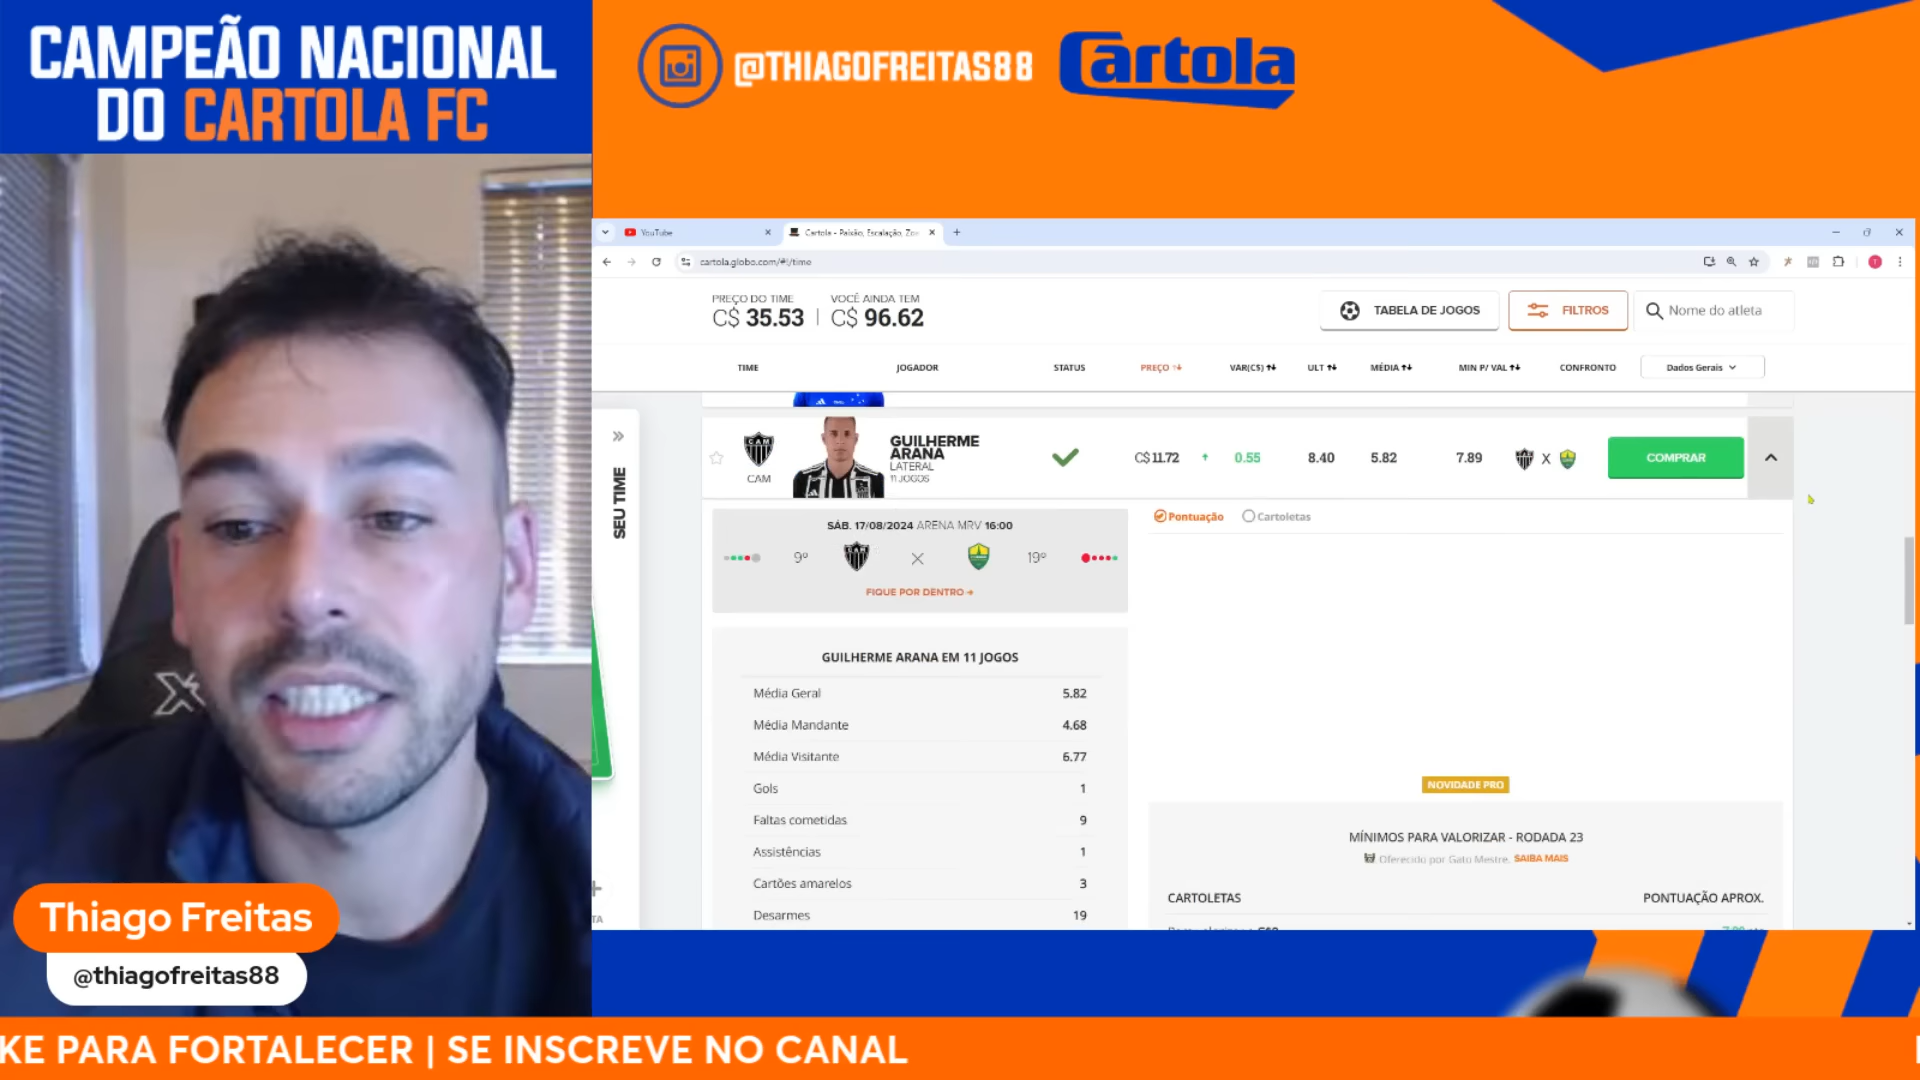 CAMPEÃO NACIONAL
DO CARTOLA FC
@THIAGOFREITAS88
Cartola
YouTube
Cartola - Paixão, Escalação, Zoe
cartola.globo.com/#!/time
PREÇO DO TIME
C$ 35.53
VOCÊ AINDA TEM
C$ 96.62
TABELA DE JOGOS
FILTROS
Nome do atleta
TIME JOGADOR STATUS PREÇO VAR(C$) ULT MÉDIA MIN P/ VAL CONFRONTO Dados Gerais
SEU TIME
CAM
CAM
GUILHERME
ARANA
LATERAL
11 JOGOS
C$ 11.72 0.55 8.40 5.82 7.89 X COMPRAR
SÁB. 17/08/2024 ARENA MRV 16:00
9º CAM 19º
FIQUE POR DENTRO
Pontuação Cartoletas
GUILHERME ARANA EM 11 JOGOS
Média Geral 5.82
Média Mandante 4.68
Média Visitante 6.77
Gols 1
Faltas cometidas 9
Assistências 1
Cartões amarelos 3
Desarmes 19
NOVIDADE PRO
MÍNIMOS PARA VALORIZAR - RODADA 23
Oferecido por Gato Mestre. SAIBA MAIS
CARTOLETAS PONTUAÇÃO APROX.
TA
Thiago Freitas
@thiagofreitas88
KE PARA FORTALECER | SE INSCREVE NO CANAL